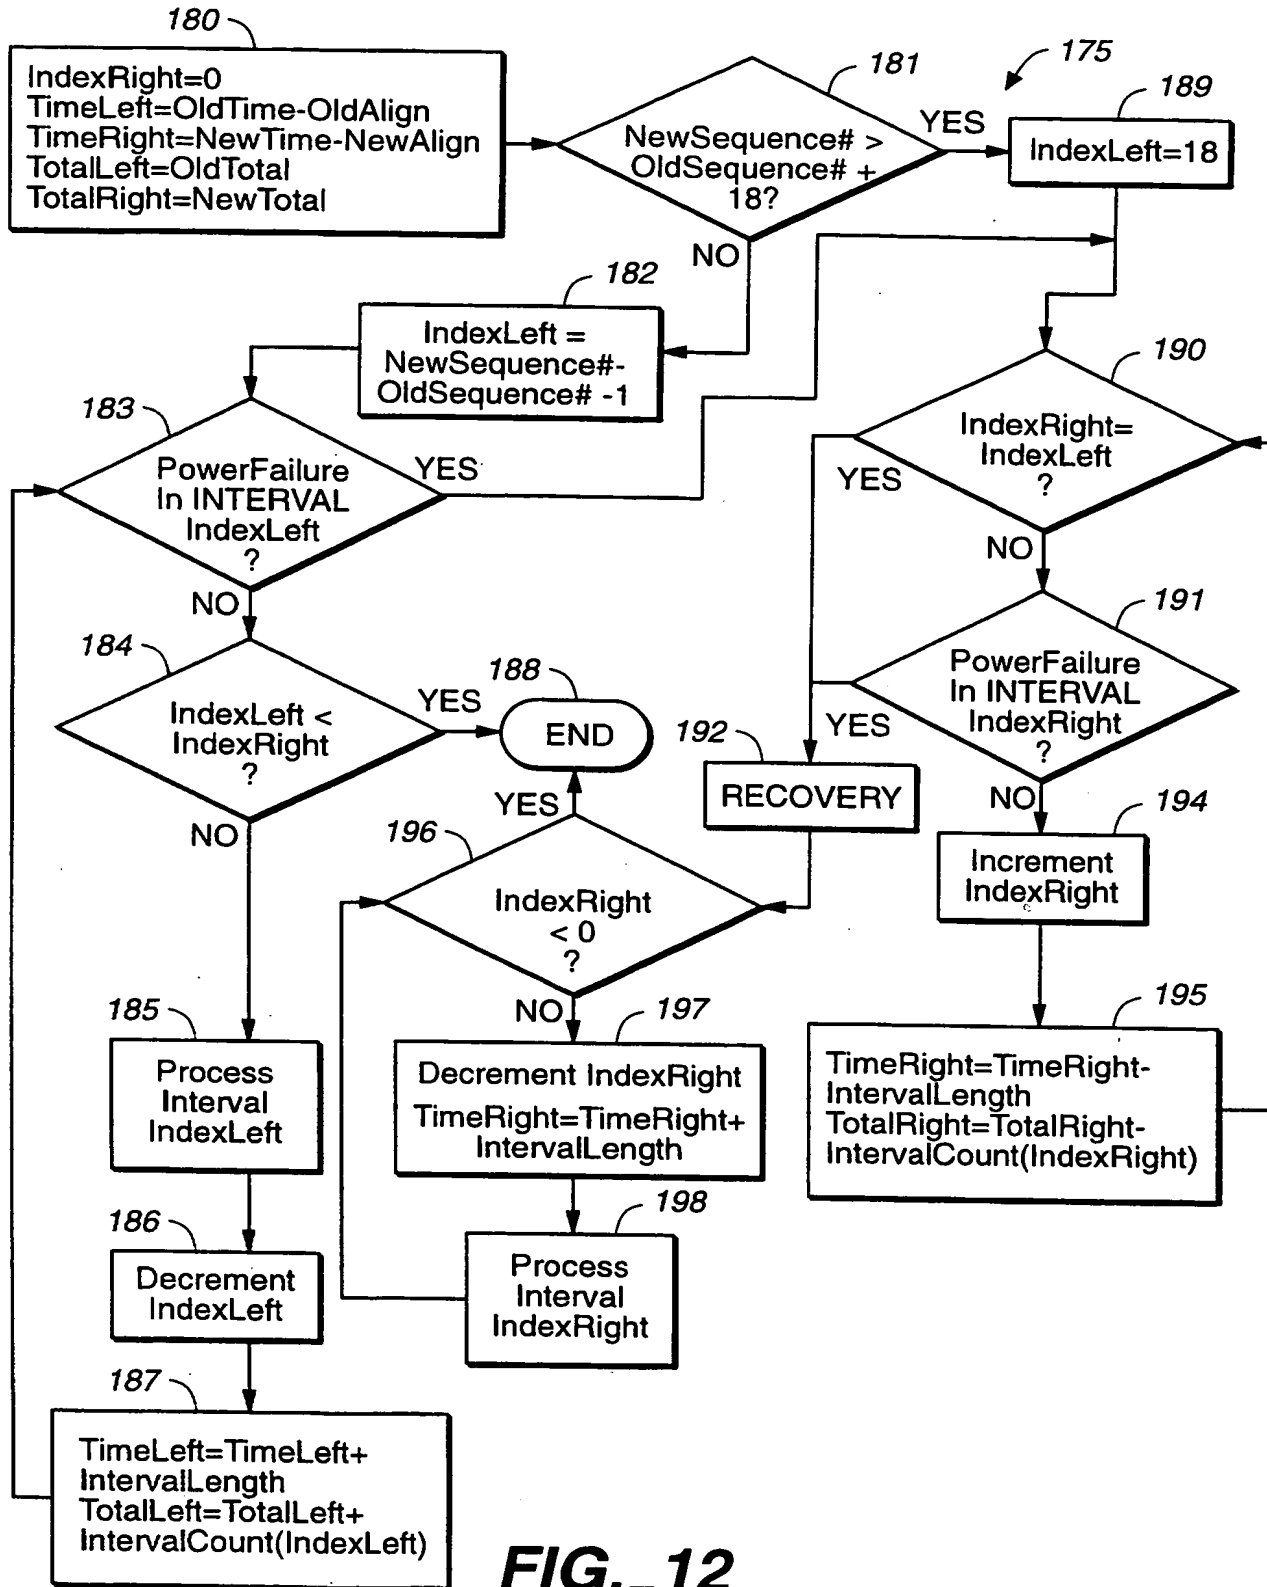 180
IndexRight=0
TimeLeft=OldTime-OldAlign
TimeRight=NewTime-NewAlign
TotalLeft=OldTotal
TotalRight=NewTotal
181
NewSequence# >
OldSequence# +
18?
YES
NO
175
189
IndexLeft=18
182
IndexLeft =
NewSequence#-
OldSequence# -1
183
PowerFailure
In INTERVAL
IndexLeft
?
YES
NO
190
IndexRight=
IndexLeft
?
YES
NO
184
IndexLeft <
IndexRight
?
YES
NO
188
END
191
PowerFailure
In INTERVAL
IndexRight
?
YES
NO
192
RECOVERY
194
Increment
IndexRight
196
YES
IndexRight
< 0
?
NO
185
Process
Interval
IndexLeft
197
Decrement IndexRight
TimeRight=TimeRight+
IntervalLength
195
TimeRight=TimeRight-
IntervalLength
TotalRight=TotalRight-
IntervalCount(IndexRight)
186
Decrement
IndexLeft
198
Process
Interval
IndexRight
187
TimeLeft=TimeLeft+
IntervalLength
TotalLeft=TotalLeft+
IntervalCount(IndexLeft)
FIG._12